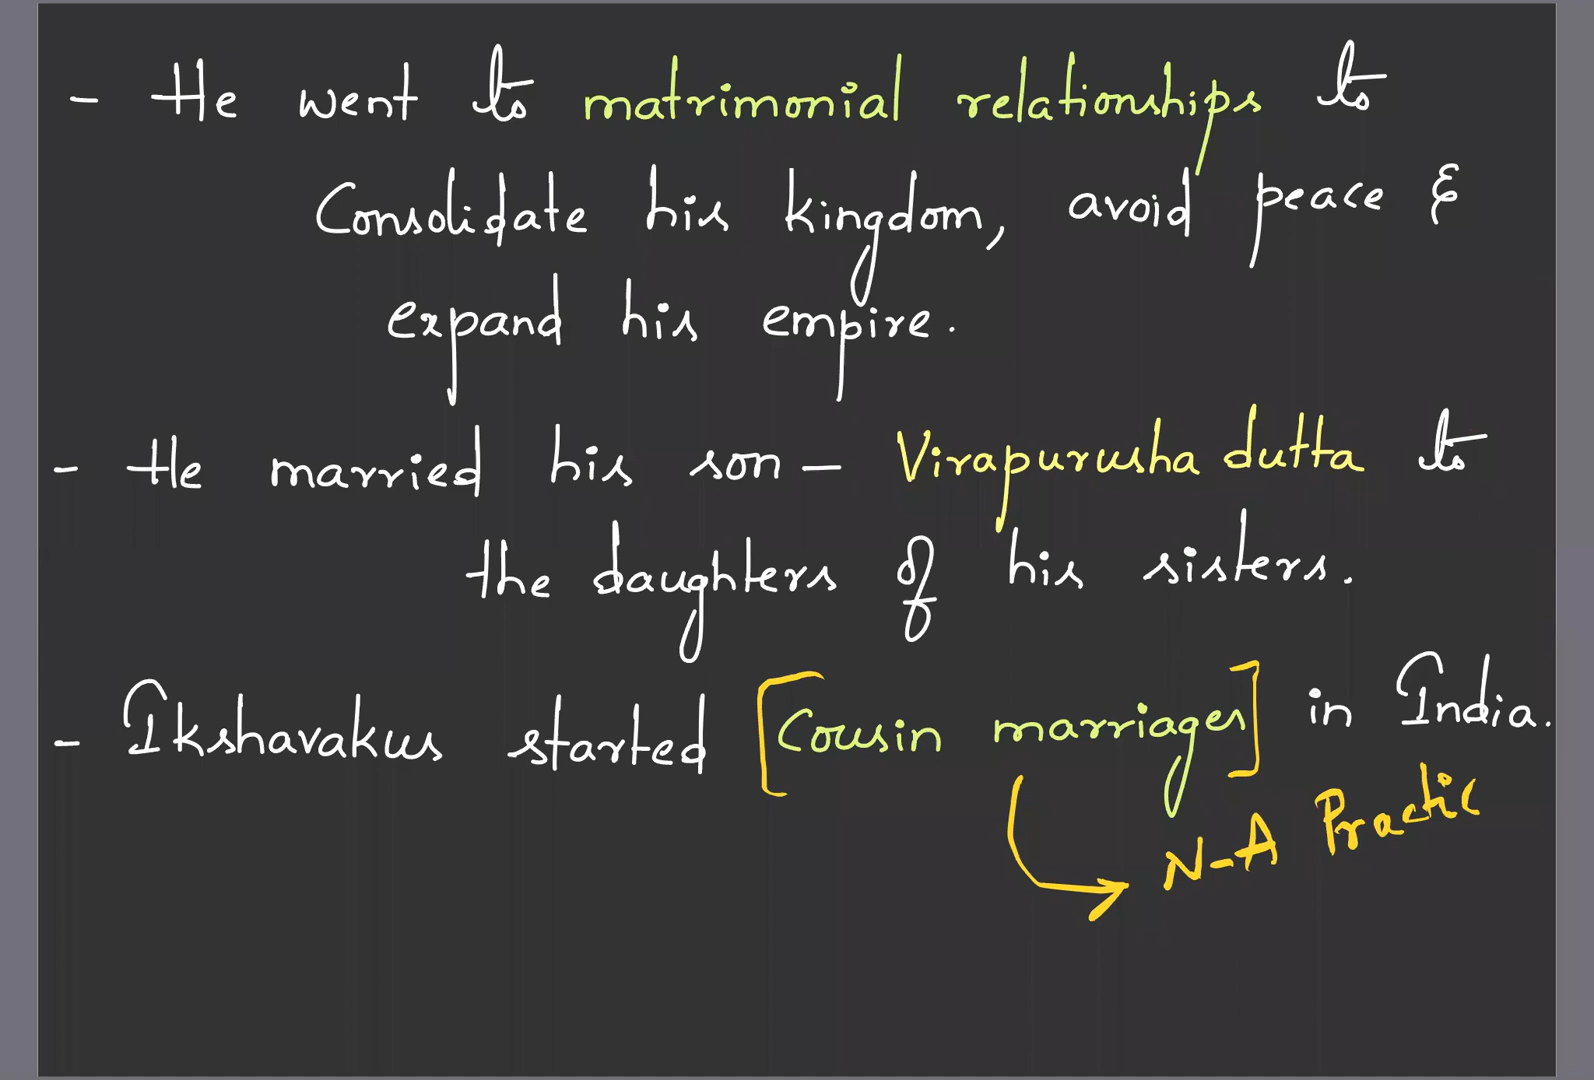 - He went to matrimonial relationships to
Consolidate his kingdom, avoid peace &
expand his empire.
- He married his son - Virapurusha dutta to
the daughters of his sisters.
- Ikshavakus started [Cousin marriages] in India.
N-A Practic